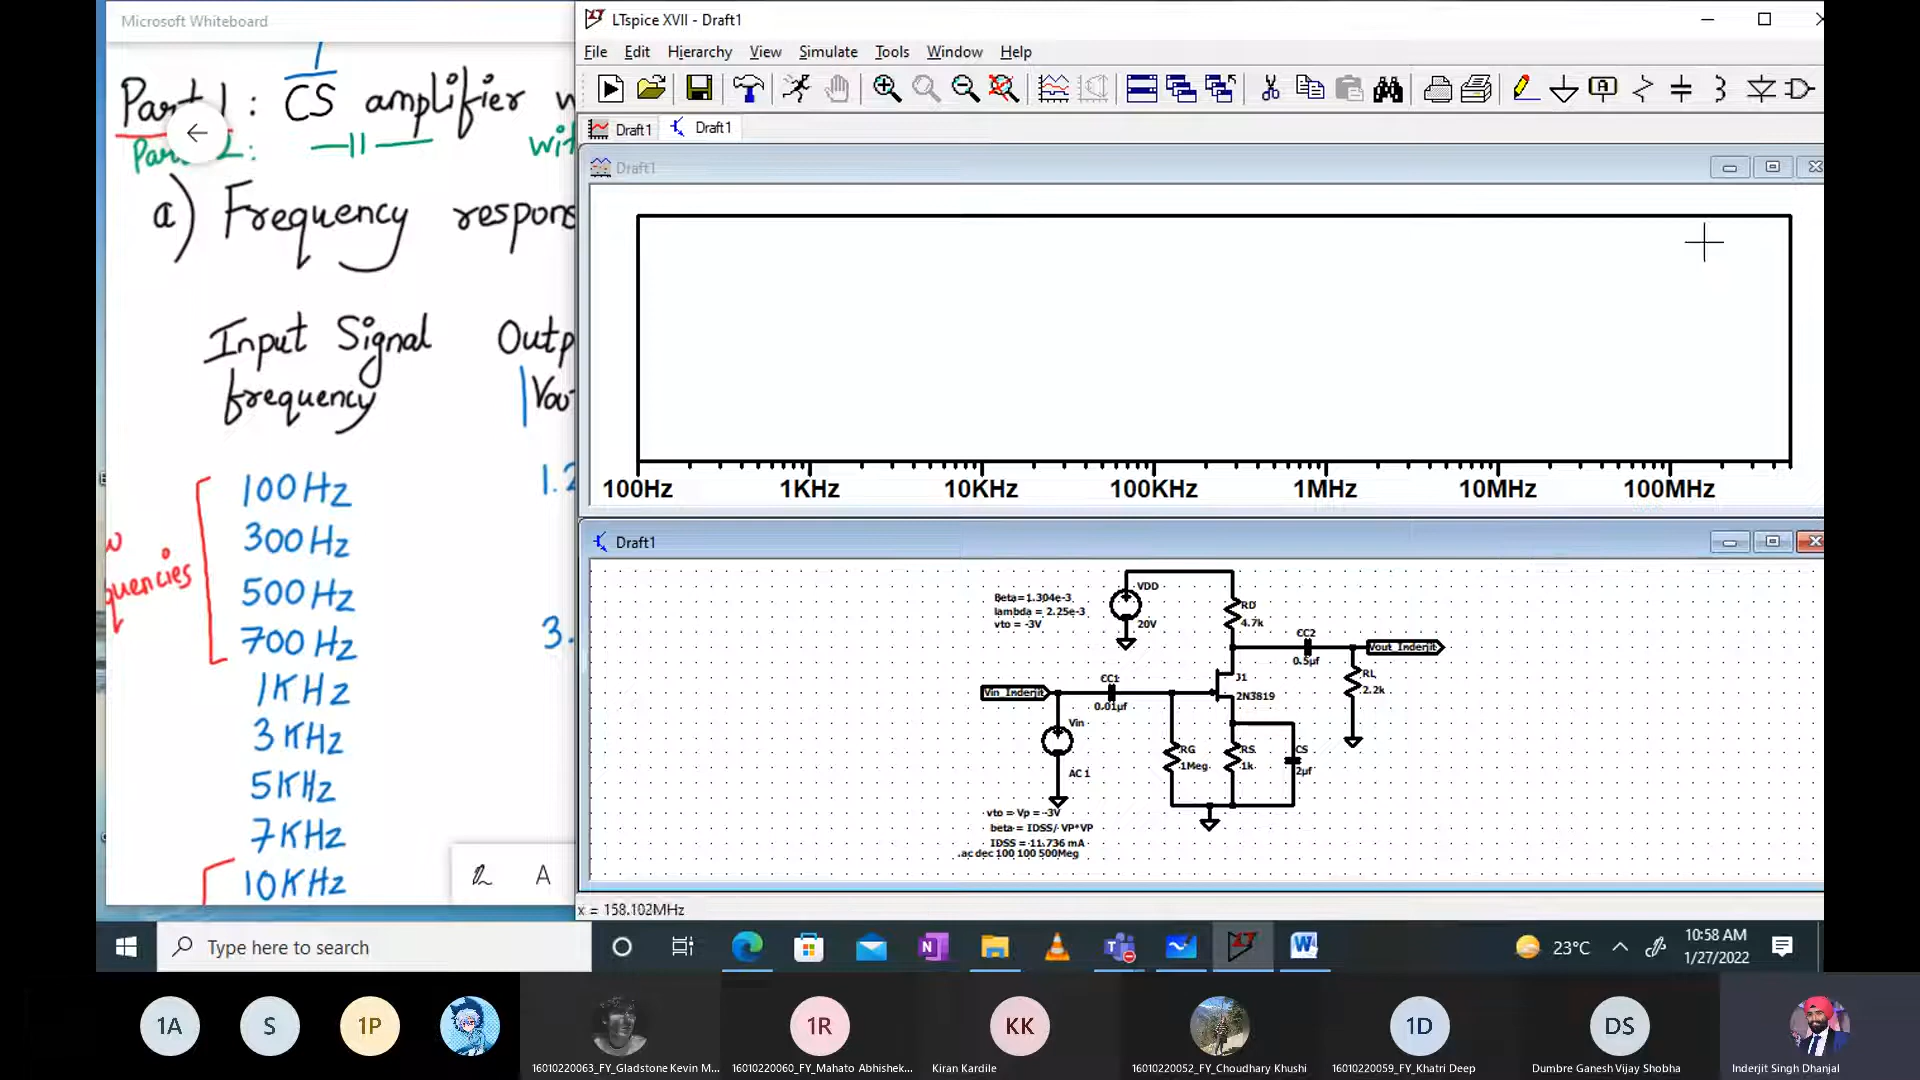 Microsoft Whiteboard
Part 1 : CS amplifier w
Part 2: wit
a) Frequency respons
Input Signal
frequency
Outp
|Vou
100Hz
300Hz
500Hz
700Hz
1KHz
3KHz
5KHz
7KHz
10KHz
1.2
3.
w
quencies
A
LTspice XVII - Draft1
File Edit Hierarchy View Simulate Tools Window Help
Draft1 Draft1
Draft1
100Hz 1KHz 10KHz 100KHz 1MHz 10MHz 100MHz
Draft1
Beta=1.304e-3
lambda = 2.25e-3
vto = -3V
VDD
20V
RD
4.7k
CC2
0.5µf
Vout_Inderjit
RL
2.2k
J1
2N3819
Vin_Inderjit
CC1
0.01µf
Vin
AC 1
RG
1Meg
RS
1k
CS
2µf
vto = Vp = -3V
beta = IDSS/ VP*VP
IDSS = 11.736 mA
.ac dec 100 100 500Meg
x = 158.102MHz
Type here to search
23°C
10:58 AM
1/27/2022
1A S 1P 1R KK 1D DS
16010220063_FY_Gladstone Kevin M...
16010220060_FY_Mahato Abhishek...
Kiran Kardile
16010220052_FY_Choudhary Khushi
16010220059_FY_Khatri Deep
Dumbre Ganesh Vijay Shobha
Inderjit Singh Dhanjal